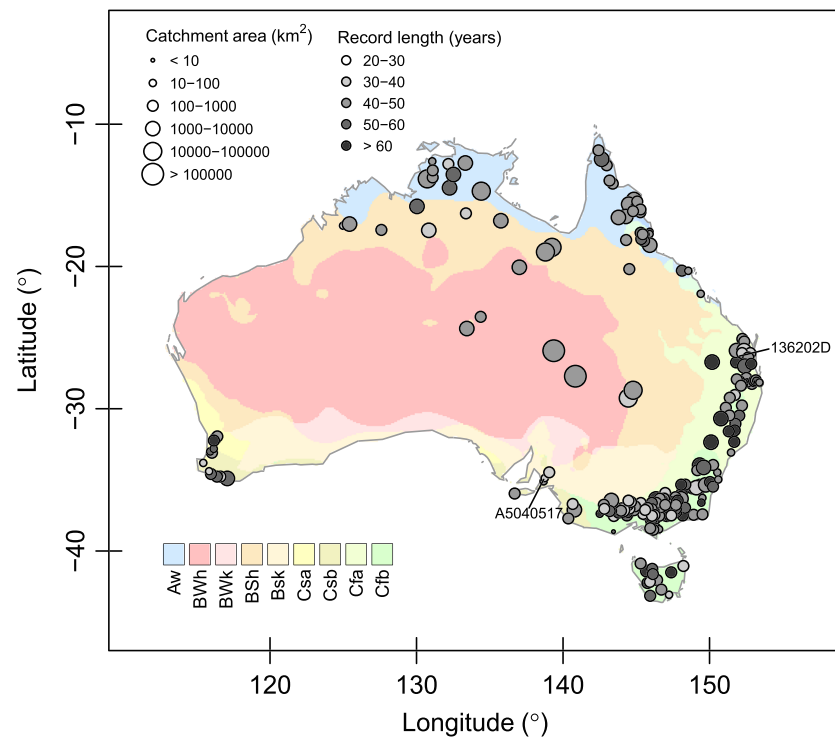 Catchment area (km2)
< 10
10−100
100−1000
1000−10000
10000−100000
> 100000
Record length (years)
20−30
30−40
40−50
50−60
> 60
−10
−20
−30
−40
Latitude (°)
136202D
A5040517
Aw
BWh
BWk
BSh
Bsk
Csa
Csb
Cfa
Cfb
120
130
140
150
Longitude (°)